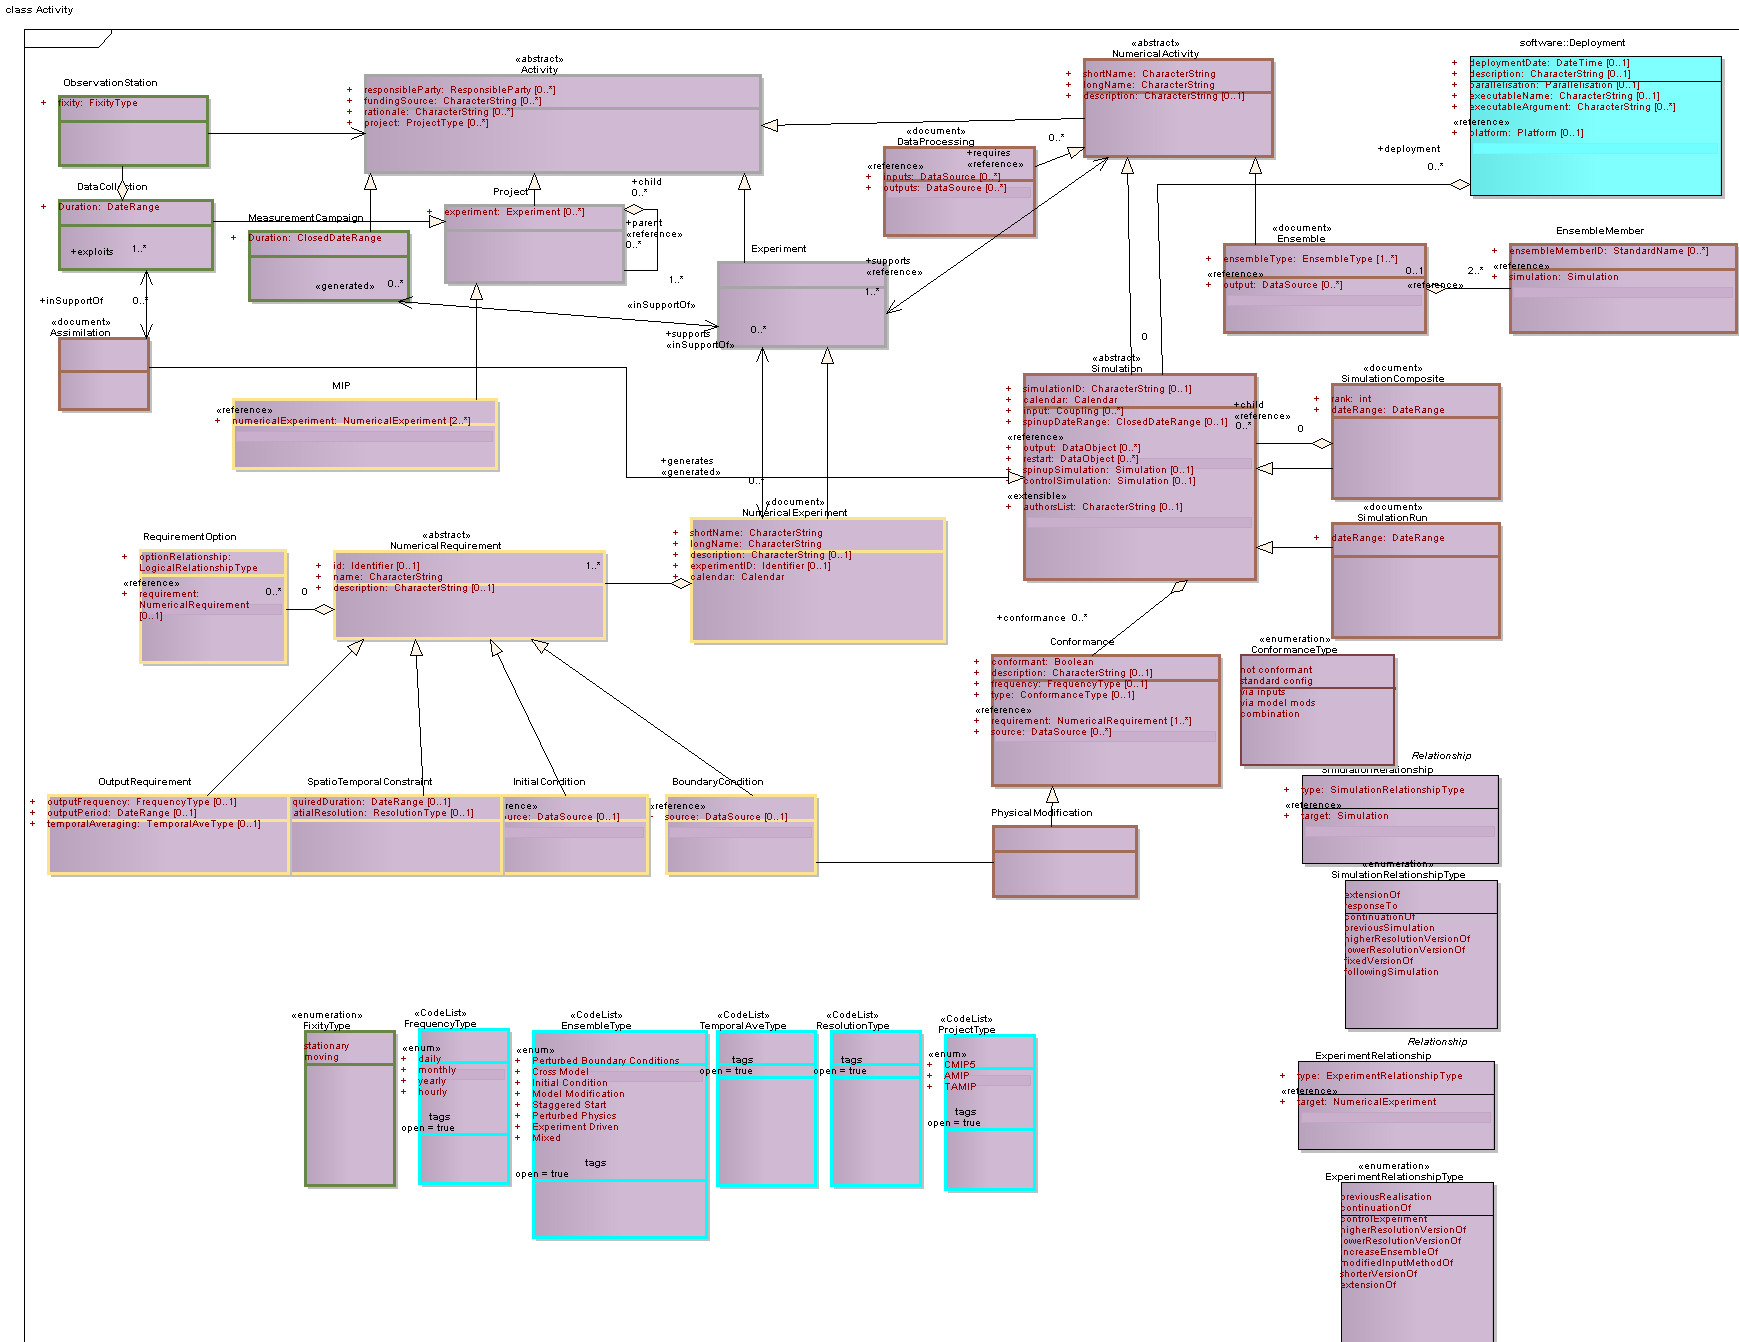 class Activity
ObservationStation
+ fixity: FixityType
«abstract»
Activity
+ responsibleParty: ResponsibleParty [0..*]
+ fundingSource: CharacterString [0..*]
+ rationale: CharacterString [0..*]
+ project: ProjectType [0..*]
«abstract»
NumericalActivity
+ shortName: CharacterString
+ longName: CharacterString
+ description: CharacterString [0..1]
software::Deployment
+ deploymentDate: DateTime [0..1]
+ description: CharacterString [0..1]
+ parallelisation: Parallelisation [0..1]
+ executableName: CharacterString [0..1]
+ executableArgument: CharacterString [0..*]
«reference»
+ platform: Platform [0..1]
+deployment
0..*
«document»
DataProcessing
«reference»
+ inputs: DataSource [0..*]
+ outputs: DataSource [0..*]
0..*
+requires
«reference»
DataCollection
+ Duration: DateRange
+exploits 1..*
MeasurementCampaign
+ Duration: ClosedDateRange
«generated» 0..*
Project
+ experiment: Experiment [0..*]
+child
0..*
+parent
«reference»
0..*
Experiment
1..*
«inSupportOf»
+supports
«reference»
1..*
0..*
+supports
«inSupportOf»
«document»
Ensemble
+ ensembleType: EnsembleType [1..*]
«reference»
+ output: DataSource [0..*]
0..1
2..*
«reference»
EnsembleMember
+ ensembleMemberID: StandardName [0..*]
«reference»
+ simulation: Simulation
+inSupportOf 0..*
«document»
Assimilation
MIP
«reference»
+ numericalExperiment: NumericalExperiment [2..*]
0
«abstract»
Simulation
+ simulationID: CharacterString [0..1]
+ calendar: Calendar
+ input: Coupling [0..*]
+ spinupDateRange: ClosedDateRange [0..1]
«reference»
+ output: DataObject [0..*]
+ restart: DataObject [0..*]
+ spinupSimulation: Simulation [0..1]
+ controlSimulation: Simulation [0..1]
«extensible»
+ authorsList: CharacterString [0..1]
+child
«reference»
0..*
0
«document»
SimulationComposite
+ rank: int
+ dateRange: DateRange
«document»
SimulationRun
+ dateRange: DateRange
+generates
«generated»
0..*
«document»
NumericalExperiment
+ shortName: CharacterString
+ longName: CharacterString
+ description: CharacterString [0..1]
+ experimentID: Identifier [0..1]
+ calendar: Calendar
RequirementOption
+ optionRelationship:
LogicalRelationshipType
«reference»
+ requirement:
NumericalRequirement
[0..1]
0..*
0
«abstract»
NumericalRequirement
+ id: Identifier [0..1]
+ name: CharacterString
+ description: CharacterString [0..1]
1..*
+conformance 0..*
Conformance
+ conformant: Boolean
+ description: CharacterString [0..1]
+ frequency: FrequencyType [0..1]
+ type: ConformanceType [0..1]
«reference»
+ requirement: NumericalRequirement [1..*]
+ source: DataSource [0..*]
«enumeration»
ConformanceType
not conformant
standard config
via inputs
via model mods
combination
OutputRequirement
+ outputFrequency: FrequencyType [0..1]
+ outputPeriod: DateRange [0..1]
+ temporalAveraging: TemporalAveType [0..1]
SpatioTemporalConstraint
quiredDuration: DateRange [0..1]
atialResolution: ResolutionType [0..1]
InitialCondition
rence»
ource: DataSource [0..1]
BoundaryCondition
«reference»
source: DataSource [0..1]
PhysicalModification
Relationship
SimulationRelationship
+ type: SimulationRelationshipType
«reference»
+ target: Simulation
«enumeration»
SimulationRelationshipType
extensionOf
responseTo
continuationOf
previousSimulation
higherResolutionVersionOf
lowerResolutionVersionOf
fixedVersionOf
followingSimulation
«enumeration»
FixityType
stationary
moving
«CodeList»
FrequencyType
«enum»
+ daily
+ monthly
+ yearly
+ hourly
tags
open = true
«CodeList»
EnsembleType
«enum»
+ Perturbed Boundary Conditions
+ Cross Model
+ Initial Condition
+ Model Modification
+ Staggered Start
+ Perturbed Physics
+ Experiment Driven
+ Mixed
tags
open = true
«CodeList»
TemporalAveType
tags
open = true
«CodeList»
ResolutionType
tags
open = true
«CodeList»
ProjectType
«enum»
+ CMIP5
+ AMIP
+ TAMIP
tags
open = true
Relationship
ExperimentRelationship
+ type: ExperimentRelationshipType
«reference»
+ target: NumericalExperiment
«enumeration»
ExperimentRelationshipType
previousRealisation
continuationOf
controlExperiment
higherResolutionVersionOf
lowerResolutionVersionOf
increaseEnsembleOf
modifiedInputMethodOf
shorterVersionOf
extensionOf